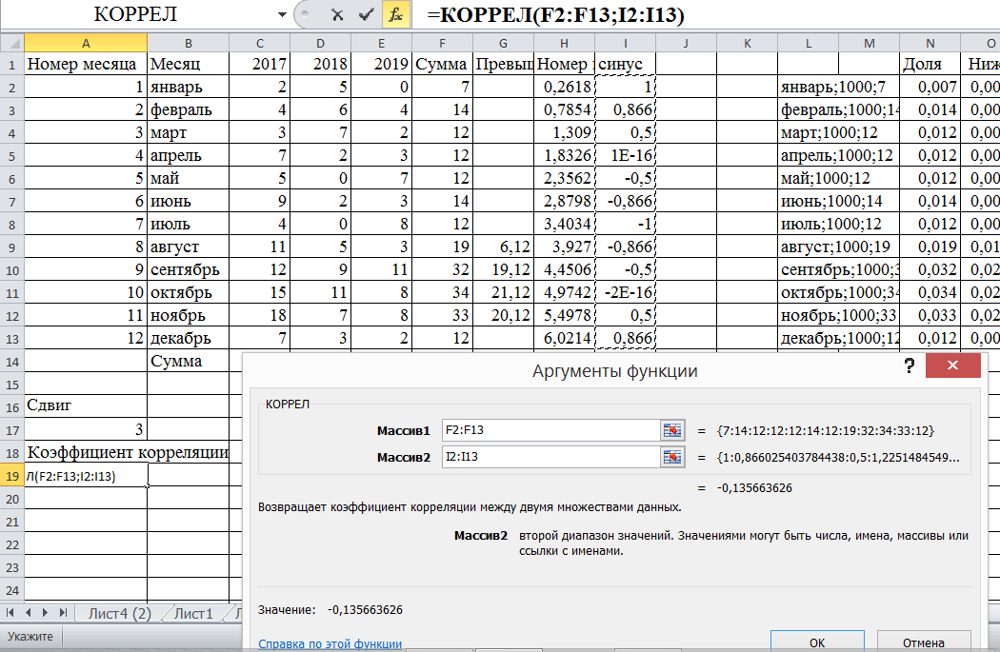 КОРРЕЛ =КОРРЕЛ(F2:F13;I2:I13)
A B C D E F G H I J K L M N O
1 Номер месяца Месяц 2017 2018 2019 Сумма Превыш Номер синус Доля Ниж
2 1 январь 2 5 0 7 0,2618 1 январь;1000;7 0,007 0,00
3 2 февраль 4 6 4 14 0,7854 0,866 февраль;1000;14 0,014 0,00
4 3 март 3 7 2 12 1,309 0,5 март;1000;12 0,012 0,00
5 4 апрель 7 2 3 12 1,8326 1E-16 апрель;1000;12 0,012 0,00
6 5 май 5 0 7 12 2,3562 -0,5 май;1000;12 0,012 0,00
7 6 июнь 9 2 3 14 2,8798 -0,866 июнь;1000;14 0,014 0,00
8 7 июль 4 0 8 12 3,4034 -1 июль;1000;12 0,012 0,00
9 8 август 11 5 3 19 6,12 3,927 -0,866 август;1000;19 0,019 0,01
10 9 сентябрь 12 9 11 32 19,12 4,4506 -0,5 сентябрь;1000;3 0,032 0,02
11 10 октябрь 15 11 8 34 21,12 4,9742 -2E-16 октябрь;1000;34 0,034 0,02
12 11 ноябрь 18 7 8 33 20,12 5,4978 0,5 ноябрь;1000;33 0,033 0,02
13 12 декабрь 7 3 2 12 6,0214 0,866 декабрь;1000;12 0,012 0,00
14 Сумма
15
16 Сдвиг
17 3
18 Коэффициент корреляции
19 Л(F2:F13;I2:I13)
20
21
22
23
24
Аргументы функции ?
КОРРЕЛ
Массив1 F2:F13 = {7:14:12:12:12:14:12:19:32:34:33:12}
Массив2 I2:I13 = {1:0,866025403784438:0,5:1,2251484549...
= -0,135663626
Возвращает коэффициент корреляции между двумя множествами данных.
Массив2 второй диапазон значений. Значениями могут быть числа, имена, массивы или
ссылки с именами.
Значение: -0,135663626
Справка по этой функции ОК Отмена
Лист4 (2) Лист1
Укажите